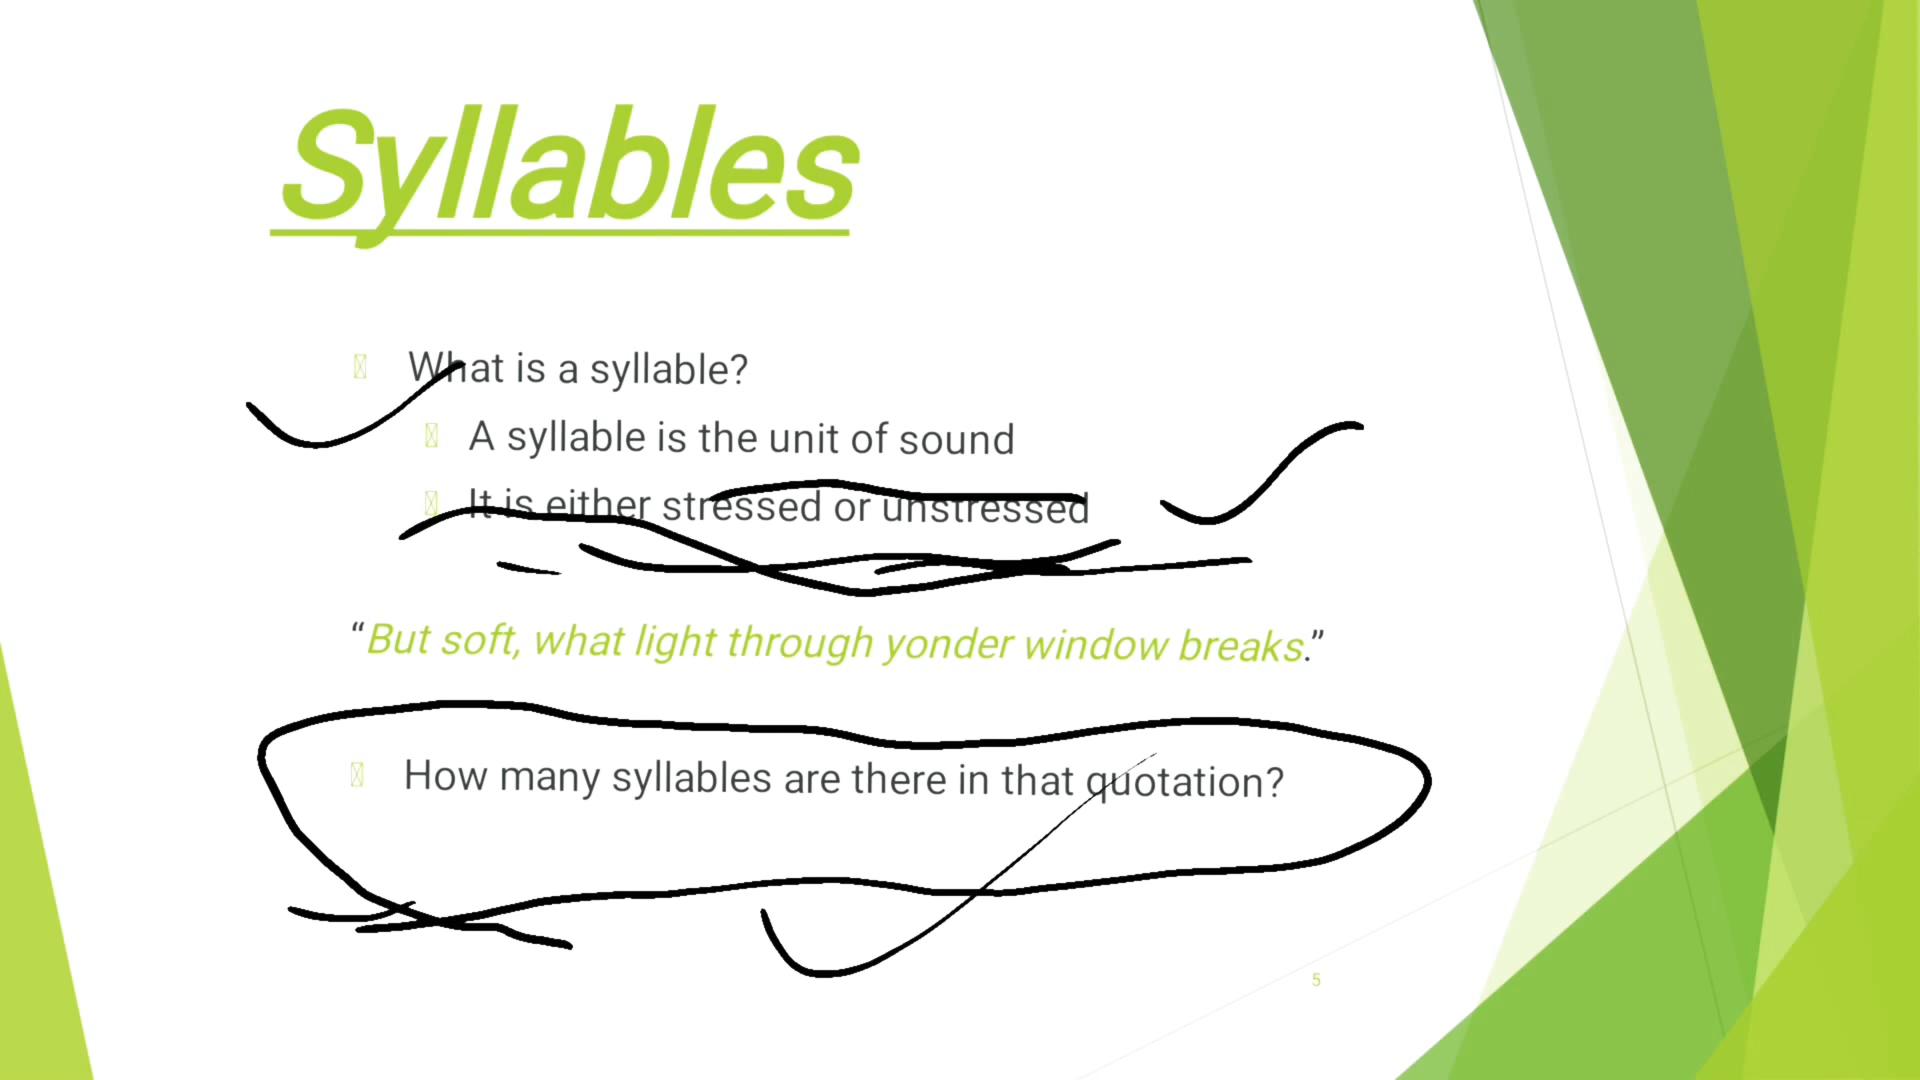 Syllables
What is a syllable?
A syllable is the unit of sound
It is either stressed or unstressed
“But soft, what light through yonder window breaks.”
How many syllables are there in that quotation?
5